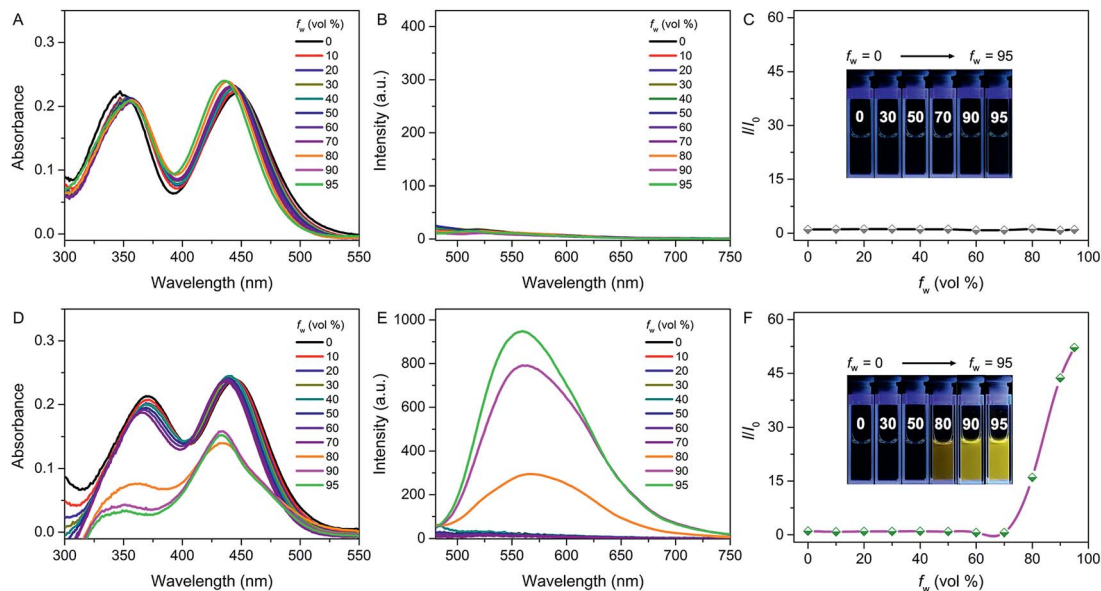 A
Absorbance
0.3
0.2
0.1
0.0
300 350 400 450 500 550
Wavelength (nm)
fw (vol %)
0
10
20
30
40
50
60
70
80
90
95
B
Intensity (a.u.)
400
300
200
100
0
500 550 600 650 700 750
Wavelength (nm)
fw (vol %)
0
10
20
30
40
50
60
70
80
90
95
C
I/I0
60
45
30
15
0
0 20 40 60 80 100
fw (vol %)
fw = 0 fw = 95
0 30 50 70 90 95
D
Absorbance
0.3
0.2
0.1
0.0
300 350 400 450 500 550
Wavelength (nm)
fw (vol %)
0
10
20
30
40
50
60
70
80
90
95
E
Intensity (a.u.)
1000
800
600
400
200
0
500 550 600 650 700 750
Wavelength (nm)
fw (vol %)
0
10
20
30
40
50
60
70
80
90
95
F
I/I0
60
45
30
15
0
0 20 40 60 80 100
fw (vol %)
fw = 0 fw = 95
0 30 50 80 90 95